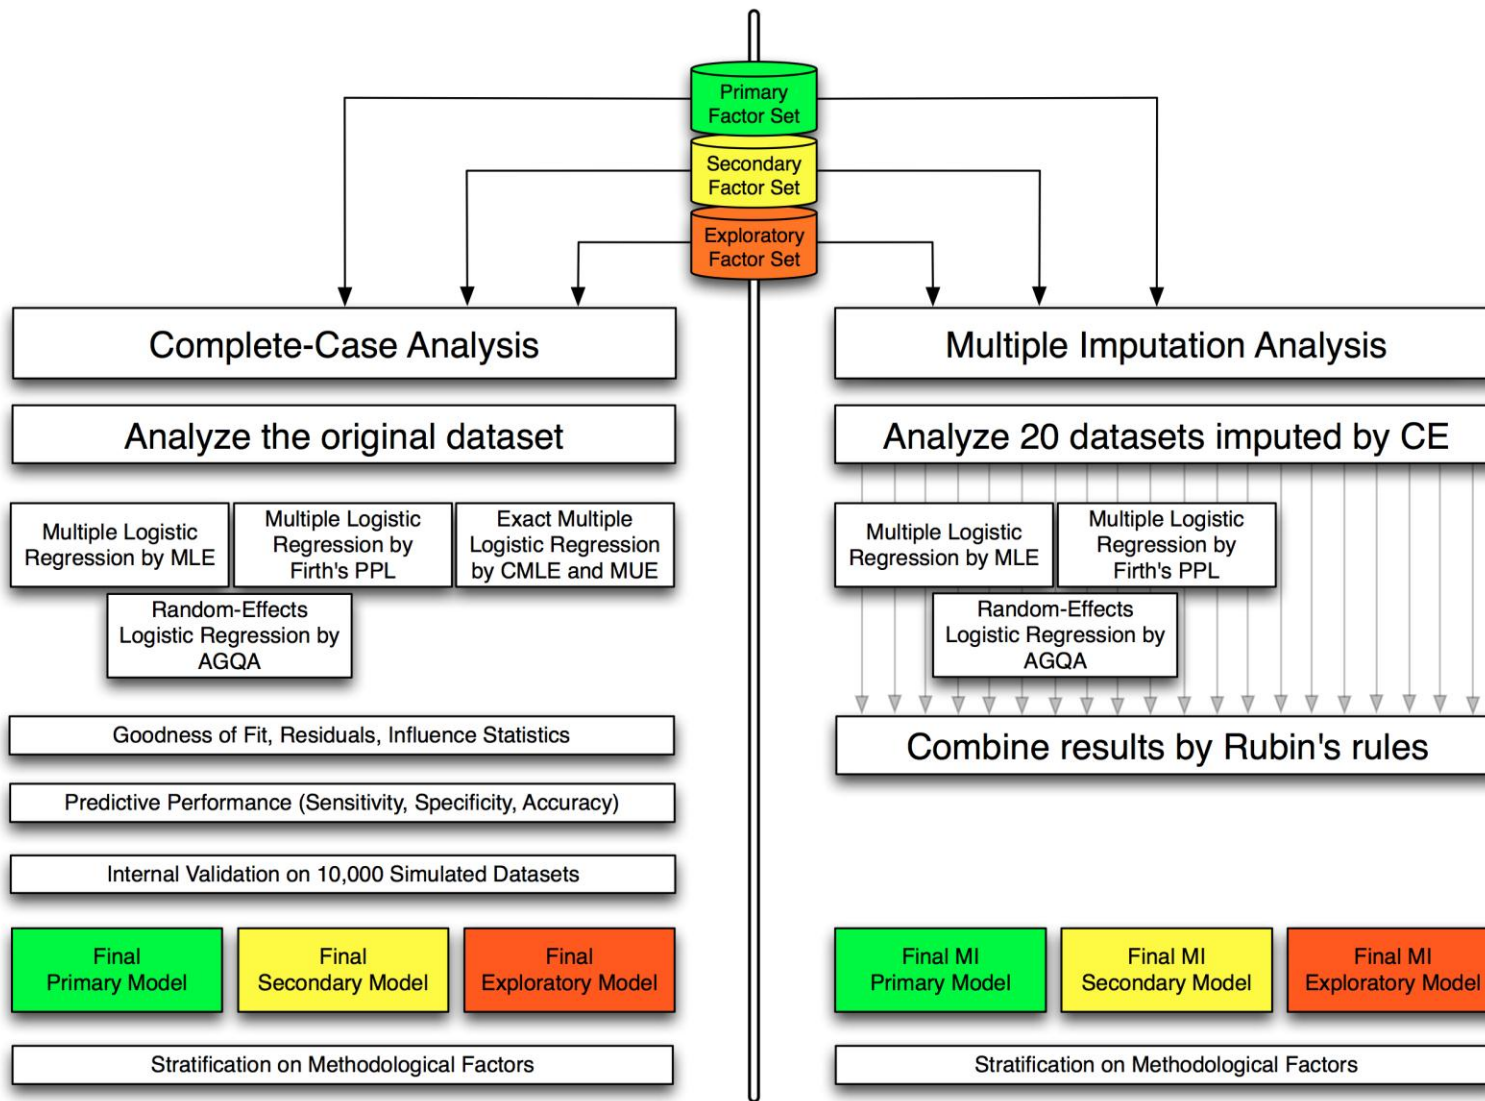 Primary
Factor Set
Secondary
Factor Set
Exploratory
Factor Set
Complete-Case Analysis
Analyze the original dataset
Multiple Logistic
Regression by MLE
Multiple Logistic
Regression by
Firth's PPL
Exact Multiple
Logistic Regression
by CMLE and MUE
Random-Effects
Logistic Regression by
AGQA
Goodness of Fit, Residuals, Influence Statistics
Predictive Performance (Sensitivity, Specificity, Accuracy)
Internal Validation on 10,000 Simulated Datasets
Final
Primary Model
Final
Secondary Model
Final
Exploratory Model
Stratification on Methodological Factors
Multiple Imputation Analysis
Analyze 20 datasets imputed by CE
Multiple Logistic
Regression by MLE
Multiple Logistic
Regression by
Firth's PPL
Random-Effects
Logistic Regression by
AGQA
Combine results by Rubin's rules
Final MI
Primary Model
Final MI
Secondary Model
Final MI
Exploratory Model
Stratification on Methodological Factors